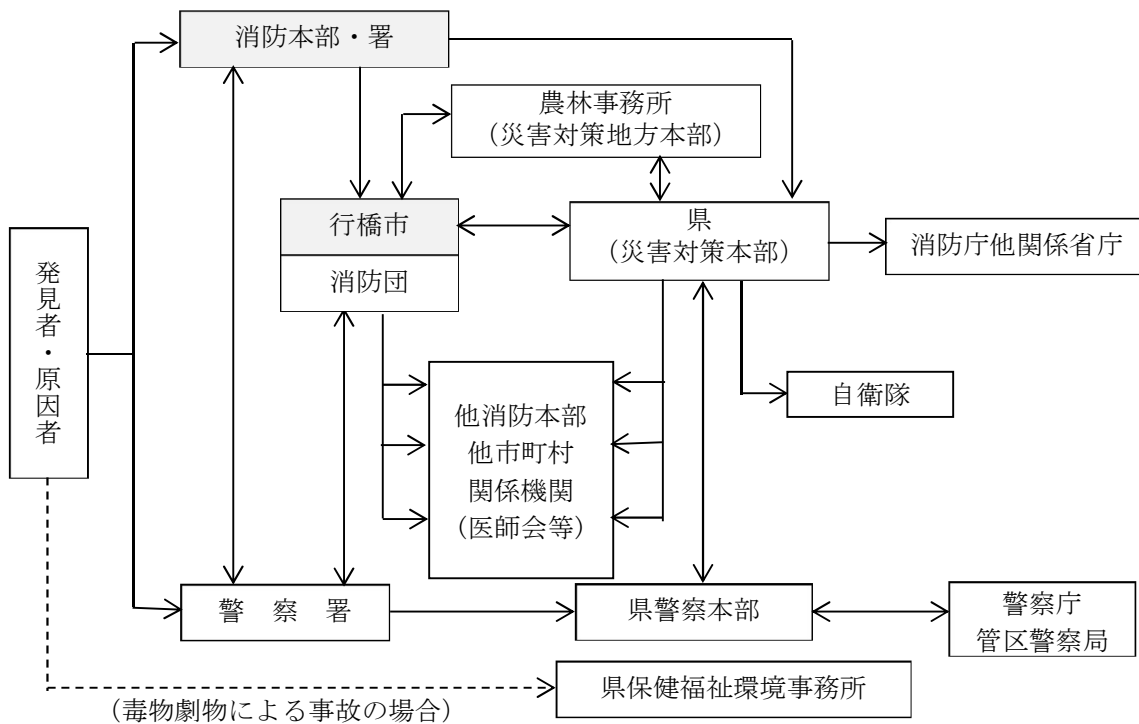 消防本部・署
農林事務所
（災害対策地方本部）
行橋市
消防団
県
（災害対策本部）
消防庁他関係省庁
発見者・原因者
自衛隊
他消防本部
他市町村
関係機関
（医師会等）
警　察　署
県警察本部
警察庁
管区警察局
県保健福祉環境事務所
（毒物劇物による事故の場合）